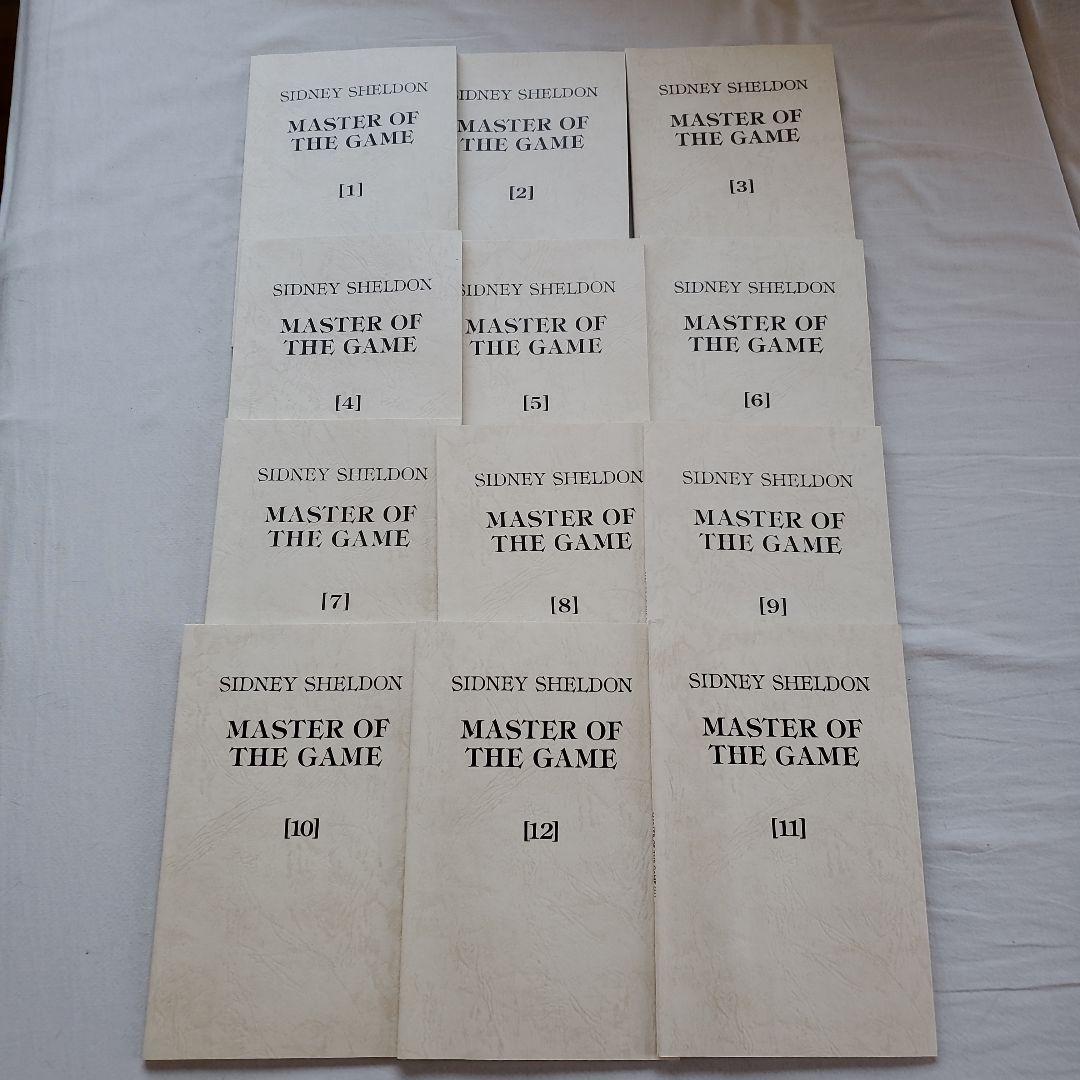 SIDNEY SHELDON
MASTER OF
THE GAME
[1]
SIDNEY SHELDON
MASTER OF
THE GAME
[2]
SIDNEY SHELDON
MASTER OF
THE GAME
[3]
SIDNEY SHELDON
MASTER OF
THE GAME
[4]
SIDNEY SHELDON
MASTER OF
THE GAME
[5]
SIDNEY SHELDON
MASTER OF
THE GAME
[6]
SIDNEY SHELDON
MASTER OF
THE GAME
[7]
SIDNEY SHELDON
MASTER OF
THE GAME
[8]
SIDNEY SHELDON
MASTER OF
THE GAME
[9]
SIDNEY SHELDON
MASTER OF
THE GAME
[10]
SIDNEY SHELDON
MASTER OF
THE GAME
[12]
SIDNEY SHELDON
MASTER OF
THE GAME
[11]